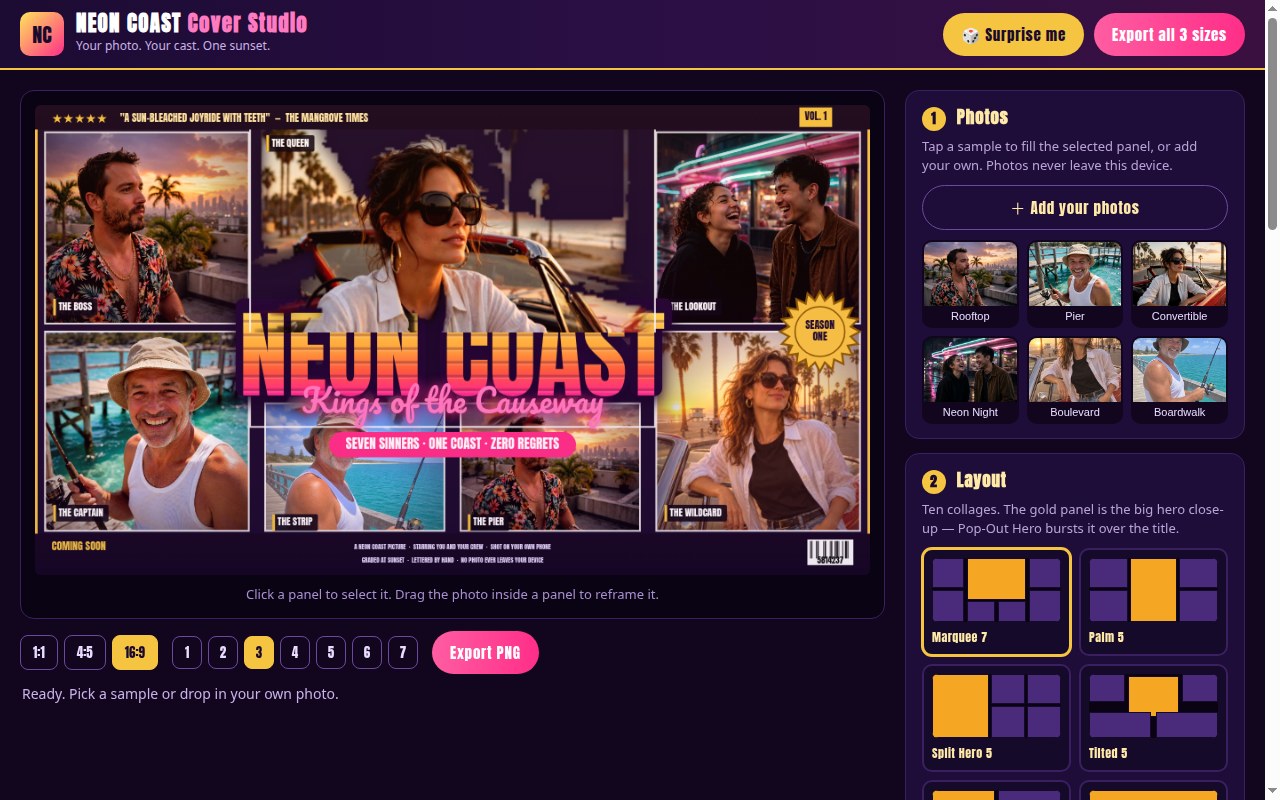 NC
NEON COAST Cover Studio
Your photo. Your cast. One sunset.
🎲 Surprise me
Export all 3 sizes
★★★★★ "A SUN-BLEACHED JOYRIDE WITH TEETH" – THE MANGROVE TIMES
VOL. 1
THE QUEEN
THE BOSS
THE LOOKOUT
SEASON
ONE
NEON COAST
Kings of the Causeway
SEVEN SINNERS · ONE COAST · ZERO REGRETS
THE CAPTAIN
THE STRIP
THE PIER
THE WILDCARD
COMING SOON
A NEON COAST PICTURE · STARRING YOU AND YOUR CREW · SHOT ON YOUR OWN PHONE
GRADED AT SUNSET · LETTERED BY HAND · NO PHOTO EVER LEAVES YOUR DEVICE
5814237
Click a panel to select it. Drag the photo inside a panel to reframe it.
1:1
4:5
16:9
1
2
3
4
5
6
7
Export PNG
Ready. Pick a sample or drop in your own photo.
1 Photos
Tap a sample to fill the selected panel, or add
your own. Photos never leave this device.
+ Add your photos
Rooftop
Pier
Convertible
Neon Night
Boulevard
Boardwalk
2 Layout
Ten collages. The gold panel is the big hero close-
up — Pop-Out Hero bursts it over the title.
Marquee 7
Palm 5
Split Hero 5
Tilted 5